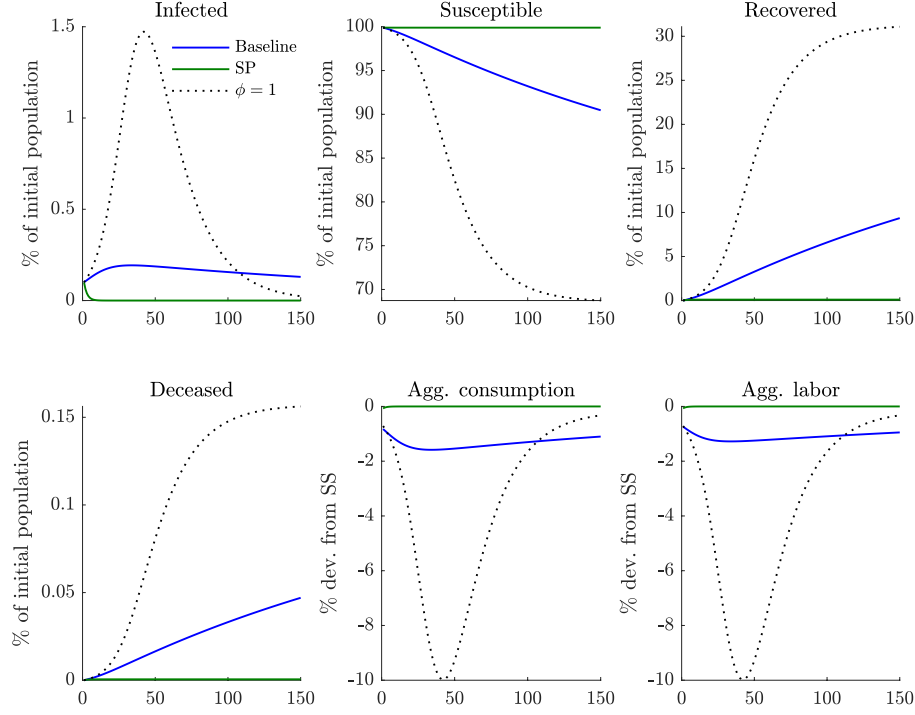 Infected
% of initial population
1.5
1
0.5
0
0 50 100 150
Baseline
SP
ϕ = 1
Susceptible
% of initial population
100
95
90
85
80
75
70
0 50 100 150
Recovered
% of initial population
30
25
20
15
10
5
0
0 50 100 150
Deceased
% of initial population
0.15
0.1
0.05
0
0 50 100 150
Agg. consumption
% dev. from SS
0
-2
-4
-6
-8
-10
0 50 100 150
Agg. labor
% dev. from SS
0
-2
-4
-6
-8
-10
0 50 100 150